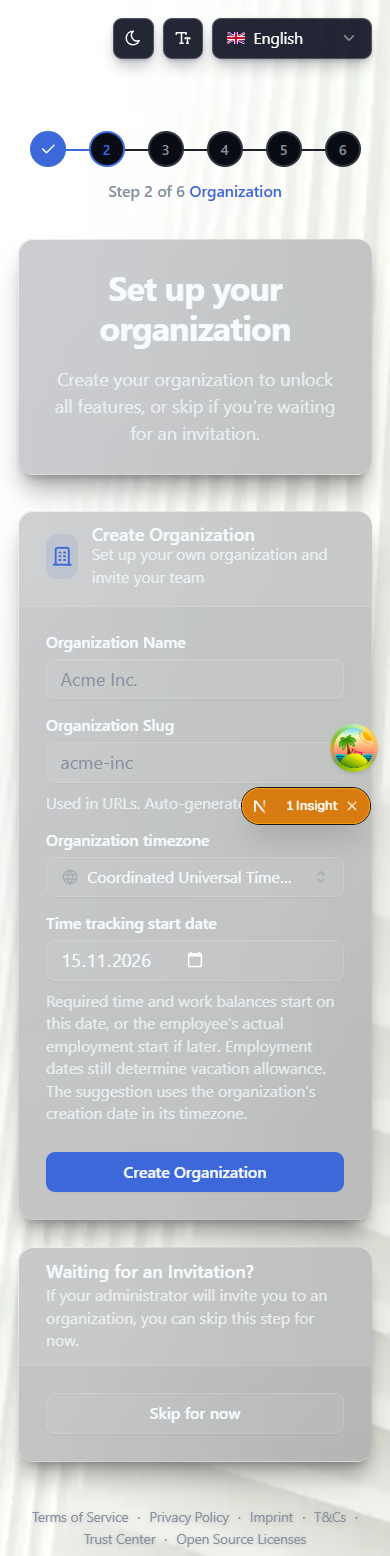 English
2
3
4
5
6
Step 2 of 6 Organization
Set up your
organization
Create your organization to unlock
all features, or skip if you're waiting
for an invitation.
Create Organization
Set up your own organization and
invite your team
Organization Name
Acme Inc.
Organization Slug
acme-inc
Used in URLs. Auto-generat
1 Insight
Organization timezone
Coordinated Universal Time...
Time tracking start date
15.11.2026
Required time and work balances start on
this date, or the employee's actual
employment start if later. Employment
dates still determine vacation allowance.
The suggestion uses the organization's
creation date in its timezone.
Create Organization
Waiting for an Invitation?
If your administrator will invite you to an
organization, you can skip this step for
now.
Skip for now
Terms of Service · Privacy Policy · Imprint · T&Cs ·
Trust Center · Open Source Licenses